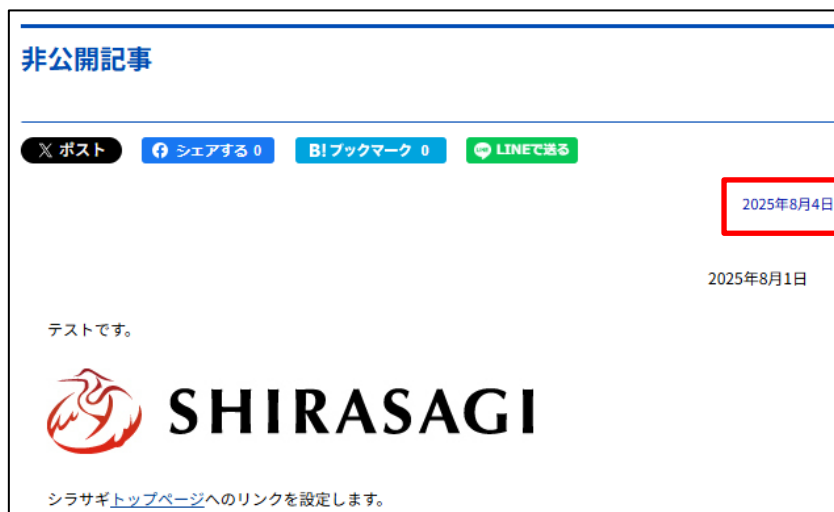 非公開記事
ポスト シェアする 0 B!ブックマーク 0 LINEで送る
2025年8月4日
2025年8月1日
テストです。
SHIRASAGI
シラサギトップページへのリンクを設定します。